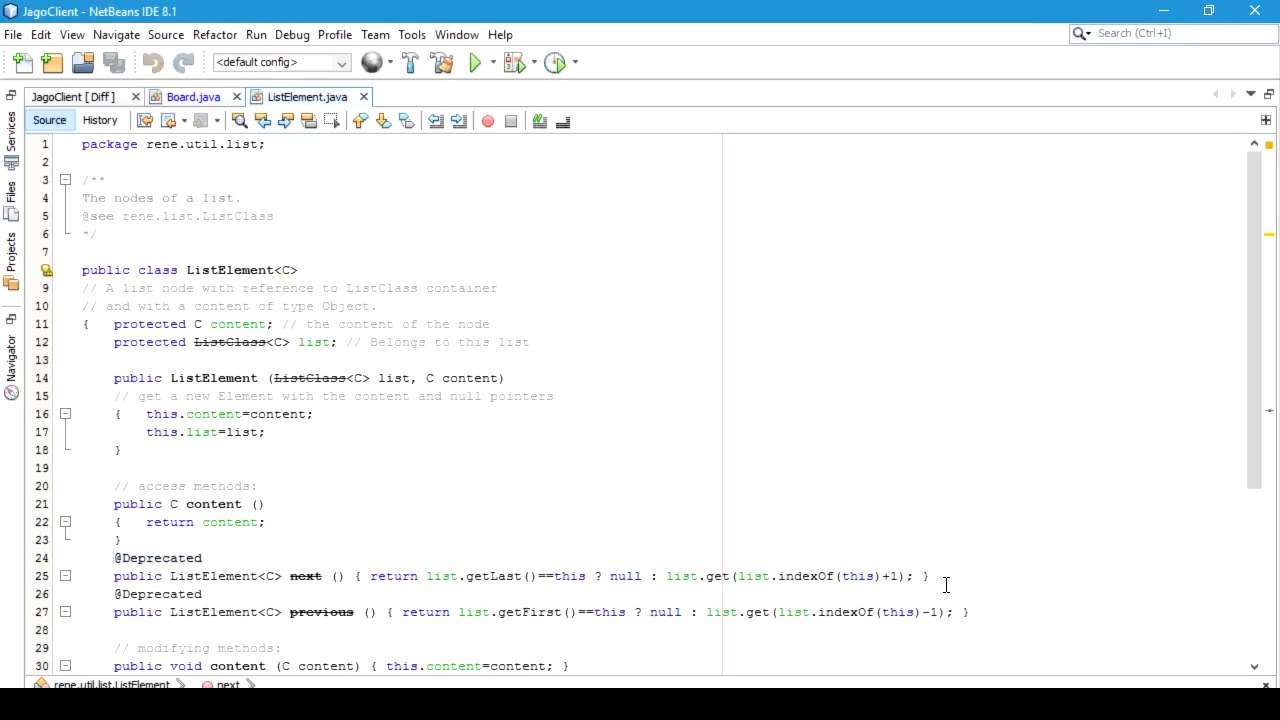 JagoClient - NetBeans IDE 8.1
File Edit View Navigate Source Refactor Run Debug Profile Team Tools Window Help
Search (Ctrl+I)
<default config>
JagoClient [ Diff ] Board.java ListElement.java
Source History
Services
Files
Projects
Navigator
1 package rene.util.list;
2
3 /**
4 The nodes of a list.
5 @see rene.list.ListClass
6 */
7
public class ListElement<C>
9 // A list node with reference to ListClass container
10 // and with a content of type Object.
11 { protected C content; // the content of the node
12 protected ListClass<C> list; // Belongs to this list
13
14 public ListElement (ListClass<C> list, C content)
15 // get a new Element with the content and null pointers
16 { this.content=content;
17 this.list=list;
18 }
19
20 // access methods:
21 public C content ()
22 { return content;
23 }
24 @Deprecated
25 public ListElement<C> next () { return list.getLast()==this ? null : list.get(list.indexOf(this)+1); }
26 @Deprecated
27 public ListElement<C> previous () { return list.getFirst()==this ? null : list.get(list.indexOf(this)-1); }
28
29 // modifying methods:
30 public void content (C content) { this.content=content; }
rene.util.list.ListElement next